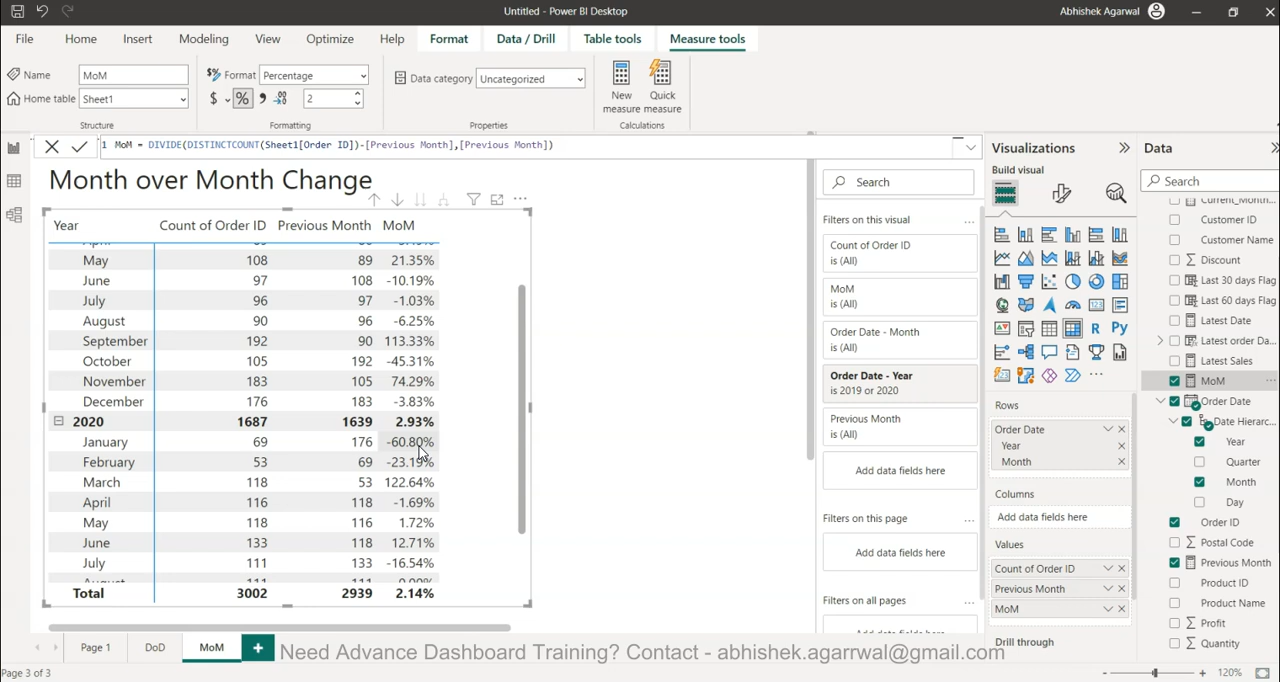 Untitled - Power BI Desktop
Abhishek Agarwal
File Home Insert Modeling View Optimize Help Format Data / Drill Table tools Measure tools
Name MoM
Home table Sheet1
Structure
Format Percentage
$ % 2
Formatting
Data category Uncategorized
Properties
New measure
Quick measure
Calculations
1 MoM = DIVIDE(DISTINCTCOUNT(Sheet1[Order ID])-[Previous Month],[Previous Month])
Month over Month Change
Year Count of Order ID Previous Month MoM
May 108 89 21.35%
June 97 108 -10.19%
July 96 97 -1.03%
August 90 96 -6.25%
September 192 90 113.33%
October 105 192 -45.31%
November 183 105 74.29%
December 176 183 -3.83%
2020 1687 1639 2.93%
January 69 176 -60.80%
February 53 69 -23.19%
March 118 53 122.64%
April 116 118 -1.69%
May 118 116 1.72%
June 133 118 12.71%
July 111 133 -16.54%
August 111 111 0.00%
Total 3002 2939 2.14%
Search
Filters on this visual
Count of Order ID
is (All)
MoM
is (All)
Order Date - Month
is (All)
Order Date - Year
is 2019 or 2020
Previous Month
is (All)
Add data fields here
Filters on this page
Add data fields here
Filters on all pages
Visualizations
Build visual
R Py
Rows
Order Date
Year
Month
Columns
Add data fields here
Values
Count of Order ID
Previous Month
MoM
Drill through
Data
Search
Current_Month...
Customer ID
Customer Name
Discount
Last 30 days Flag
Last 60 days Flag
Latest Date
Latest order Da...
Latest Sales
MoM
Order Date
Date Hierarc...
Year
Quarter
Month
Day
Order ID
Postal Code
Previous Month
Product ID
Product Name
Profit
Quantity
Page 1 DoD MoM +
Need Advance Dashboard Training? Contact - abhishek.agarrwal@gmail.com
Page 3 of 3
- + 120%